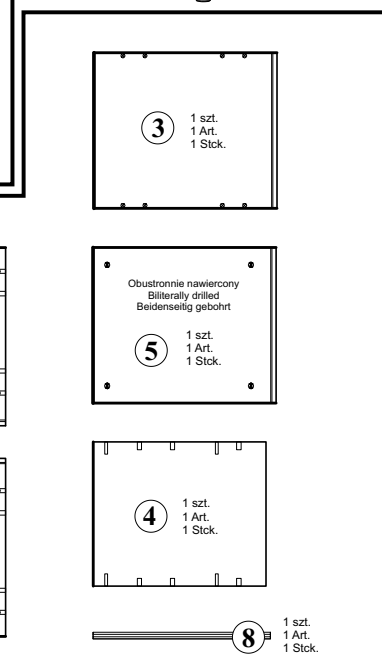 3
1 szt.
1 Art.
1 Stck.
Obustronnie nawiercony
Biliterally drilled
Beidenseitig gebohrt
5
1 szt.
1 Art.
1 Stck.
4
1 szt.
1 Art.
1 Stck.
8
1 szt.
1 Art.
1 Stck.